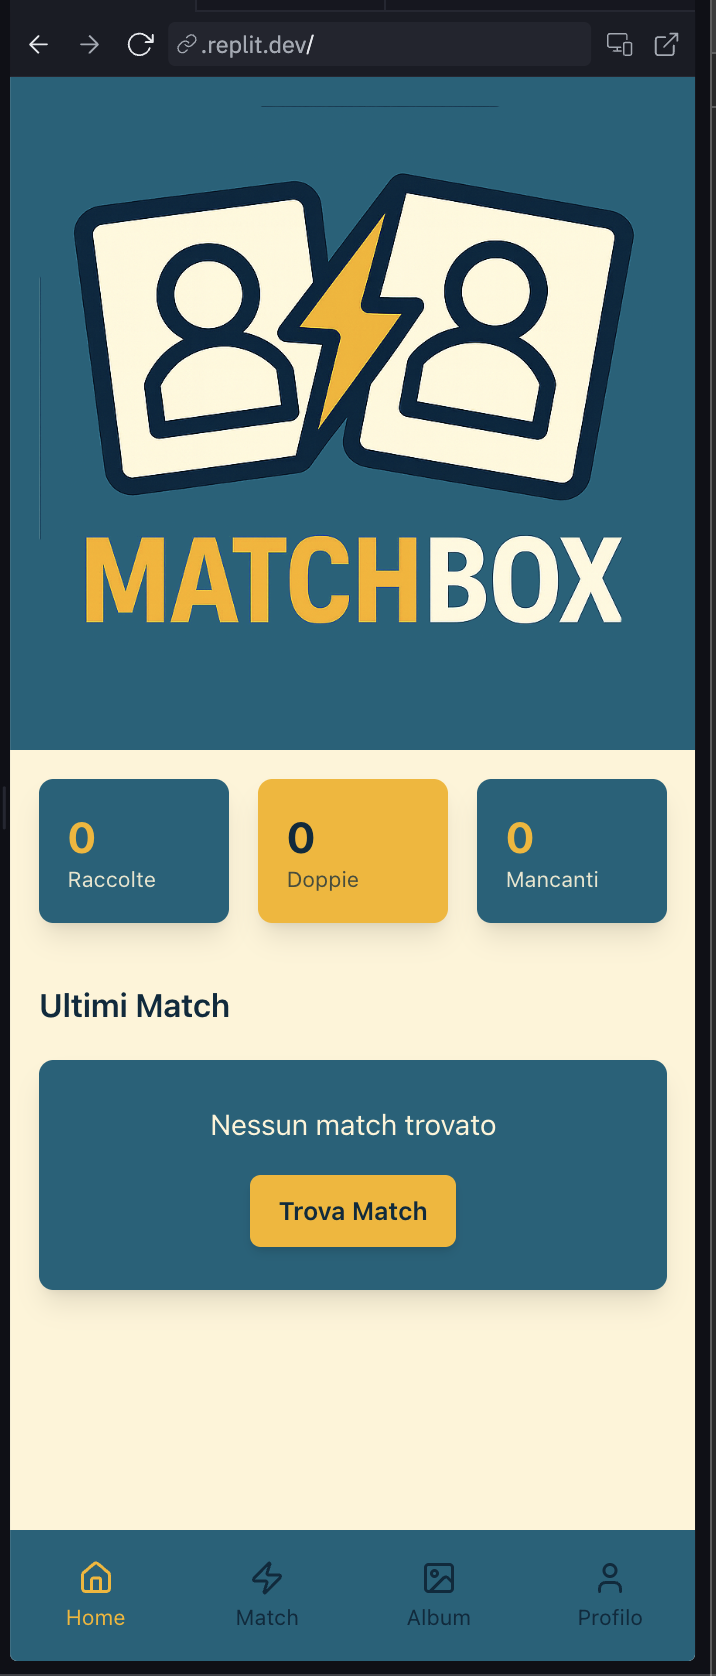 .replit.dev/
MATCHBOX
0
Raccolte
0
Doppie
0
Mancanti
Ultimi Match
Nessun match trovato
Trova Match
Home
Match
Album
Profilo